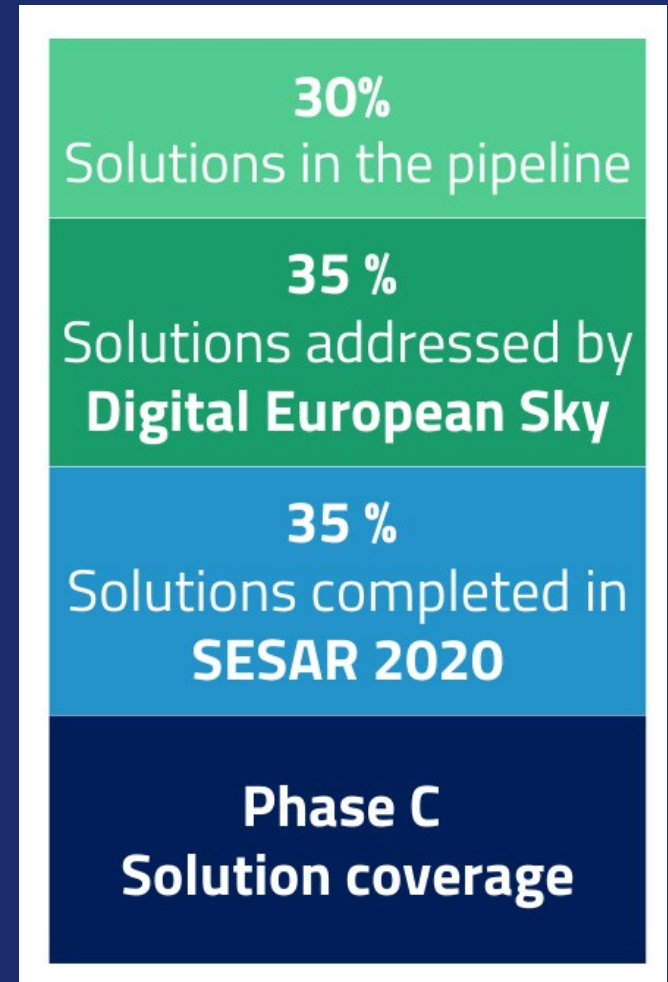 30%
Solutions in the pipeline
35 %
Solutions addressed by
Digital European Sky
35 %
Solutions completed in
SESAR 2020
Phase C
Solution coverage